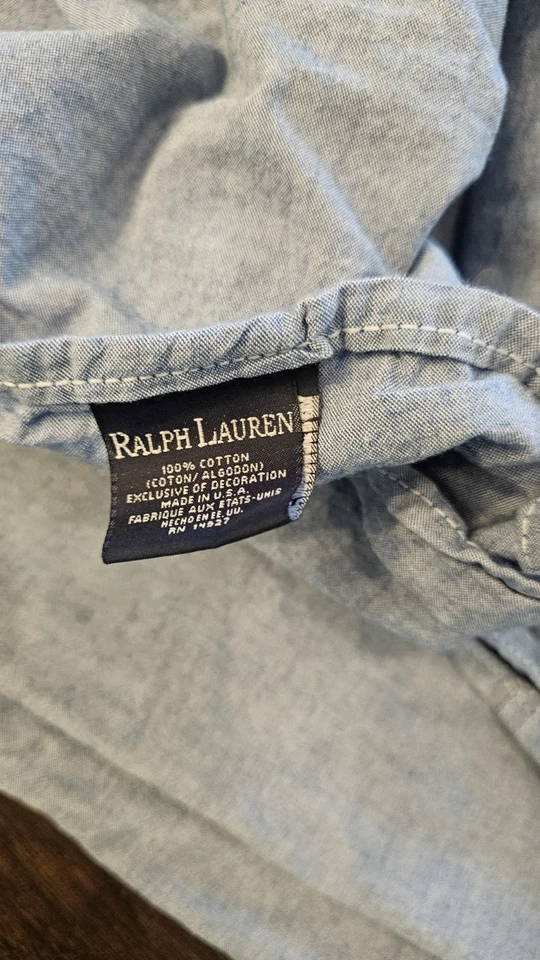 RALPH LAUREN
100% COTTON
(COTON/ ALGODON)
EXCLUSIVE OF DECORATION
MADE IN U.S.A.
FABRIQUE AUX ETATS-UNIS
HECHO EN EE. UU.
RN 14927